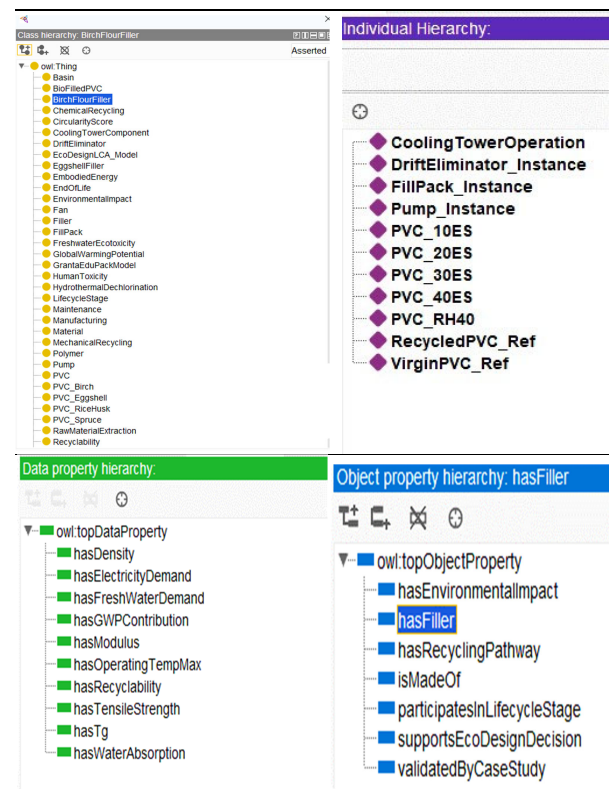 Class hierarchy: BirchFlourFiller
Asserted
owl:Thing
Basin
BioFilledPVC
BirchFlourFiller
ChemicalRecycling
CircularityScore
CoolingTowerComponent
DriftEliminator
EcoDesignLCA_Model
EggshellFiller
EmbodiedEnergy
EndOfLife
EnvironmentalImpact
Fan
Filler
FillPack
FreshwaterEcotoxicity
GlobalWarmingPotential
GrantaEduPackModel
HumanToxicity
HydrothermalDechlorination
LifecycleStage
Maintenance
Manufacturing
Material
MechanicalRecycling
Polymer
Pump
PVC
PVC_Birch
PVC_Eggshell
PVC_RiceHusk
PVC_Spruce
RawMaterialExtraction
Recyclability
Individual Hierarchy:
CoolingTowerOperation
DriftEliminator_Instance
FillPack_Instance
Pump_Instance
PVC_10ES
PVC_20ES
PVC_30ES
PVC_40ES
PVC_RH40
RecycledPVC_Ref
VirginPVC_Ref
Data property hierarchy:
owl:topDataProperty
hasDensity
hasElectricityDemand
hasFreshWaterDemand
hasGWPContribution
hasModulus
hasOperatingTempMax
hasRecyclability
hasTensileStrength
hasTg
hasWaterAbsorption
Object property hierarchy: hasFiller
owl:topObjectProperty
hasEnvironmentalImpact
hasFiller
hasRecyclingPathway
isMadeOf
participatesInLifecycleStage
supportsEcoDesignDecision
validatedByCaseStudy